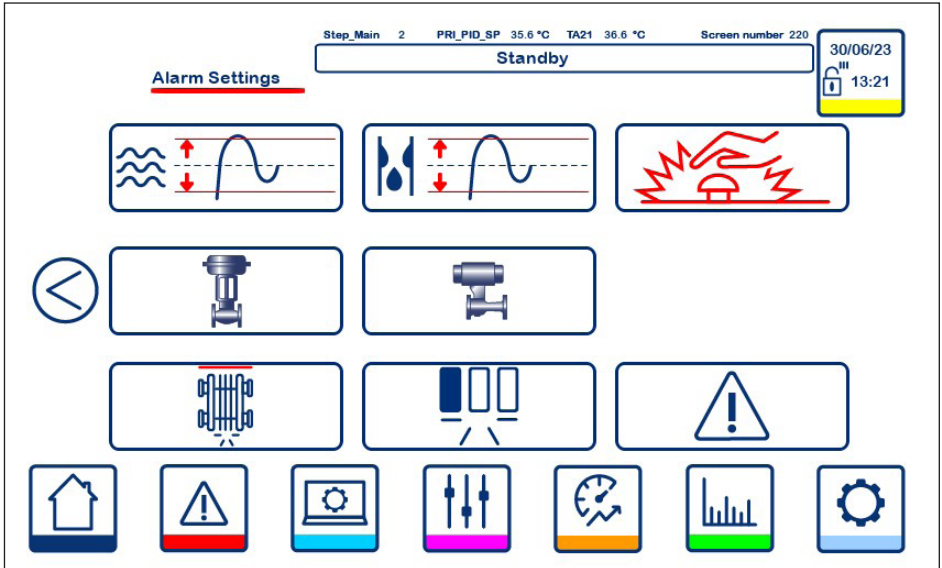 Step_Main 2 PRI_PID_SP 35.6 °C TA21 36.6 °C Screen number 220
Standby
30/06/23
13:21
Alarm Settings